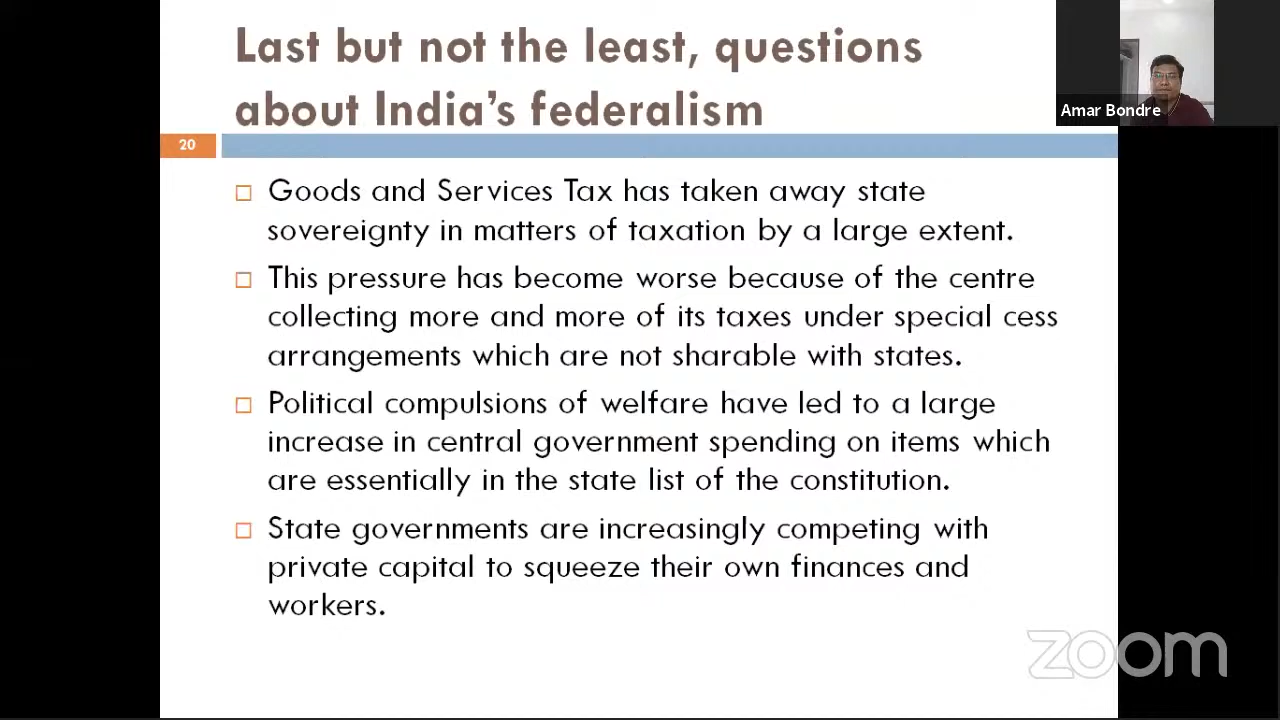 Last but not the least, questions
about India's federalism
Amar Bondre
20
Goods and Services Tax has taken away state
sovereignty in matters of taxation by a large extent.
This pressure has become worse because of the centre
collecting more and more of its taxes under special cess
arrangements which are not sharable with states.
Political compulsions of welfare have led to a large
increase in central government spending on items which
are essentially in the state list of the constitution.
State governments are increasingly competing with
private capital to squeeze their own finances and
workers.
zoom